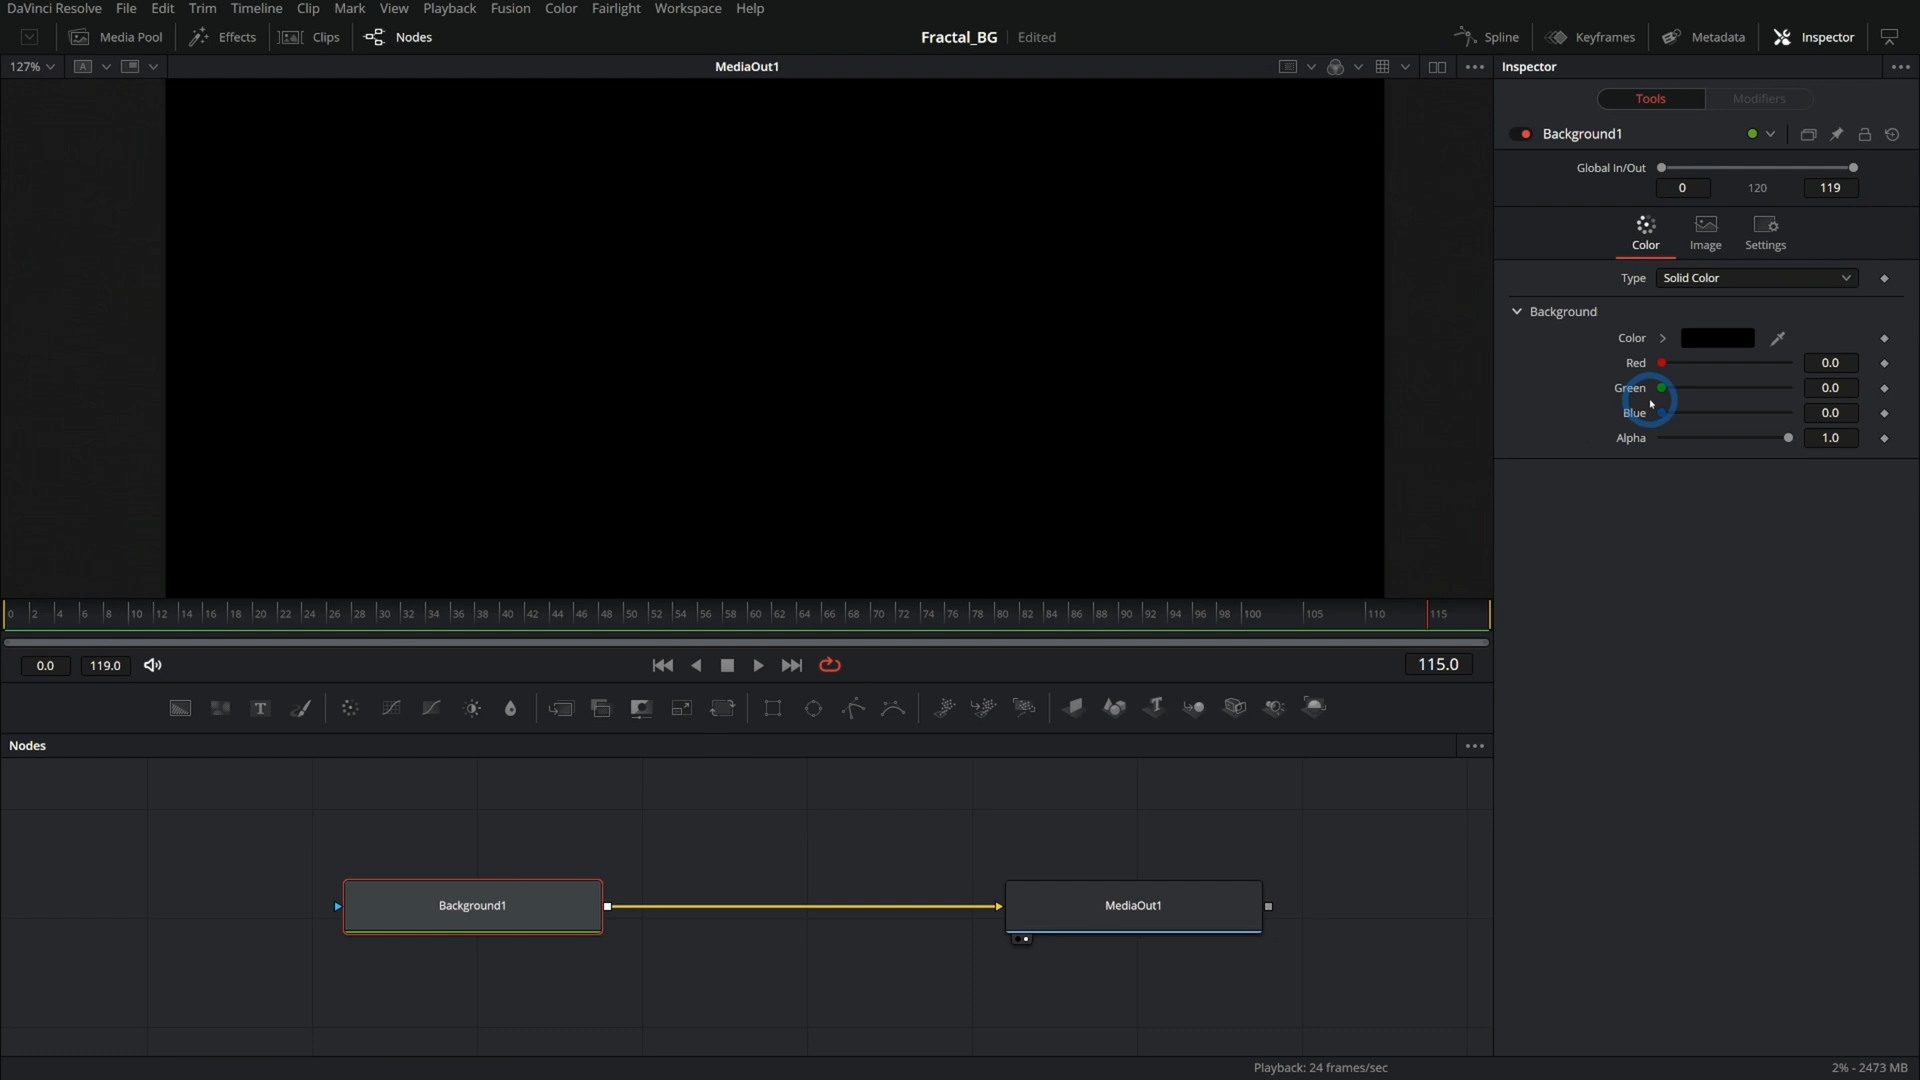 DaVinci Resolve File Edit Trim Timeline Clip Mark View Playback Fusion Color Fairlight Workspace Help
Media Pool Effects Clips Nodes Fractal_BG Edited Spline Keyframes Metadata Inspector
127% A MediaOut1 Inspector
Tools Modifiers
Background1
Global In/Out
0 120 119
Color Image Settings
Type Solid Color
Background
Color
Red 0.0
Green 0.0
Blue 0.0
Alpha 1.0
0 2 4 6 8 10 12 14 16 18 20 22 24 26 28 30 32 34 36 38 40 42 44 46 48 50 52 54 56 58 60 62 64 66 68 70 72 74 76 78 80 82 84 86 88 90 92 94 96 98 100 105 110 115
0.0 119.0 115.0
T
Nodes
Background1 MediaOut1
Playback: 24 frames/sec 2% - 2473 MB